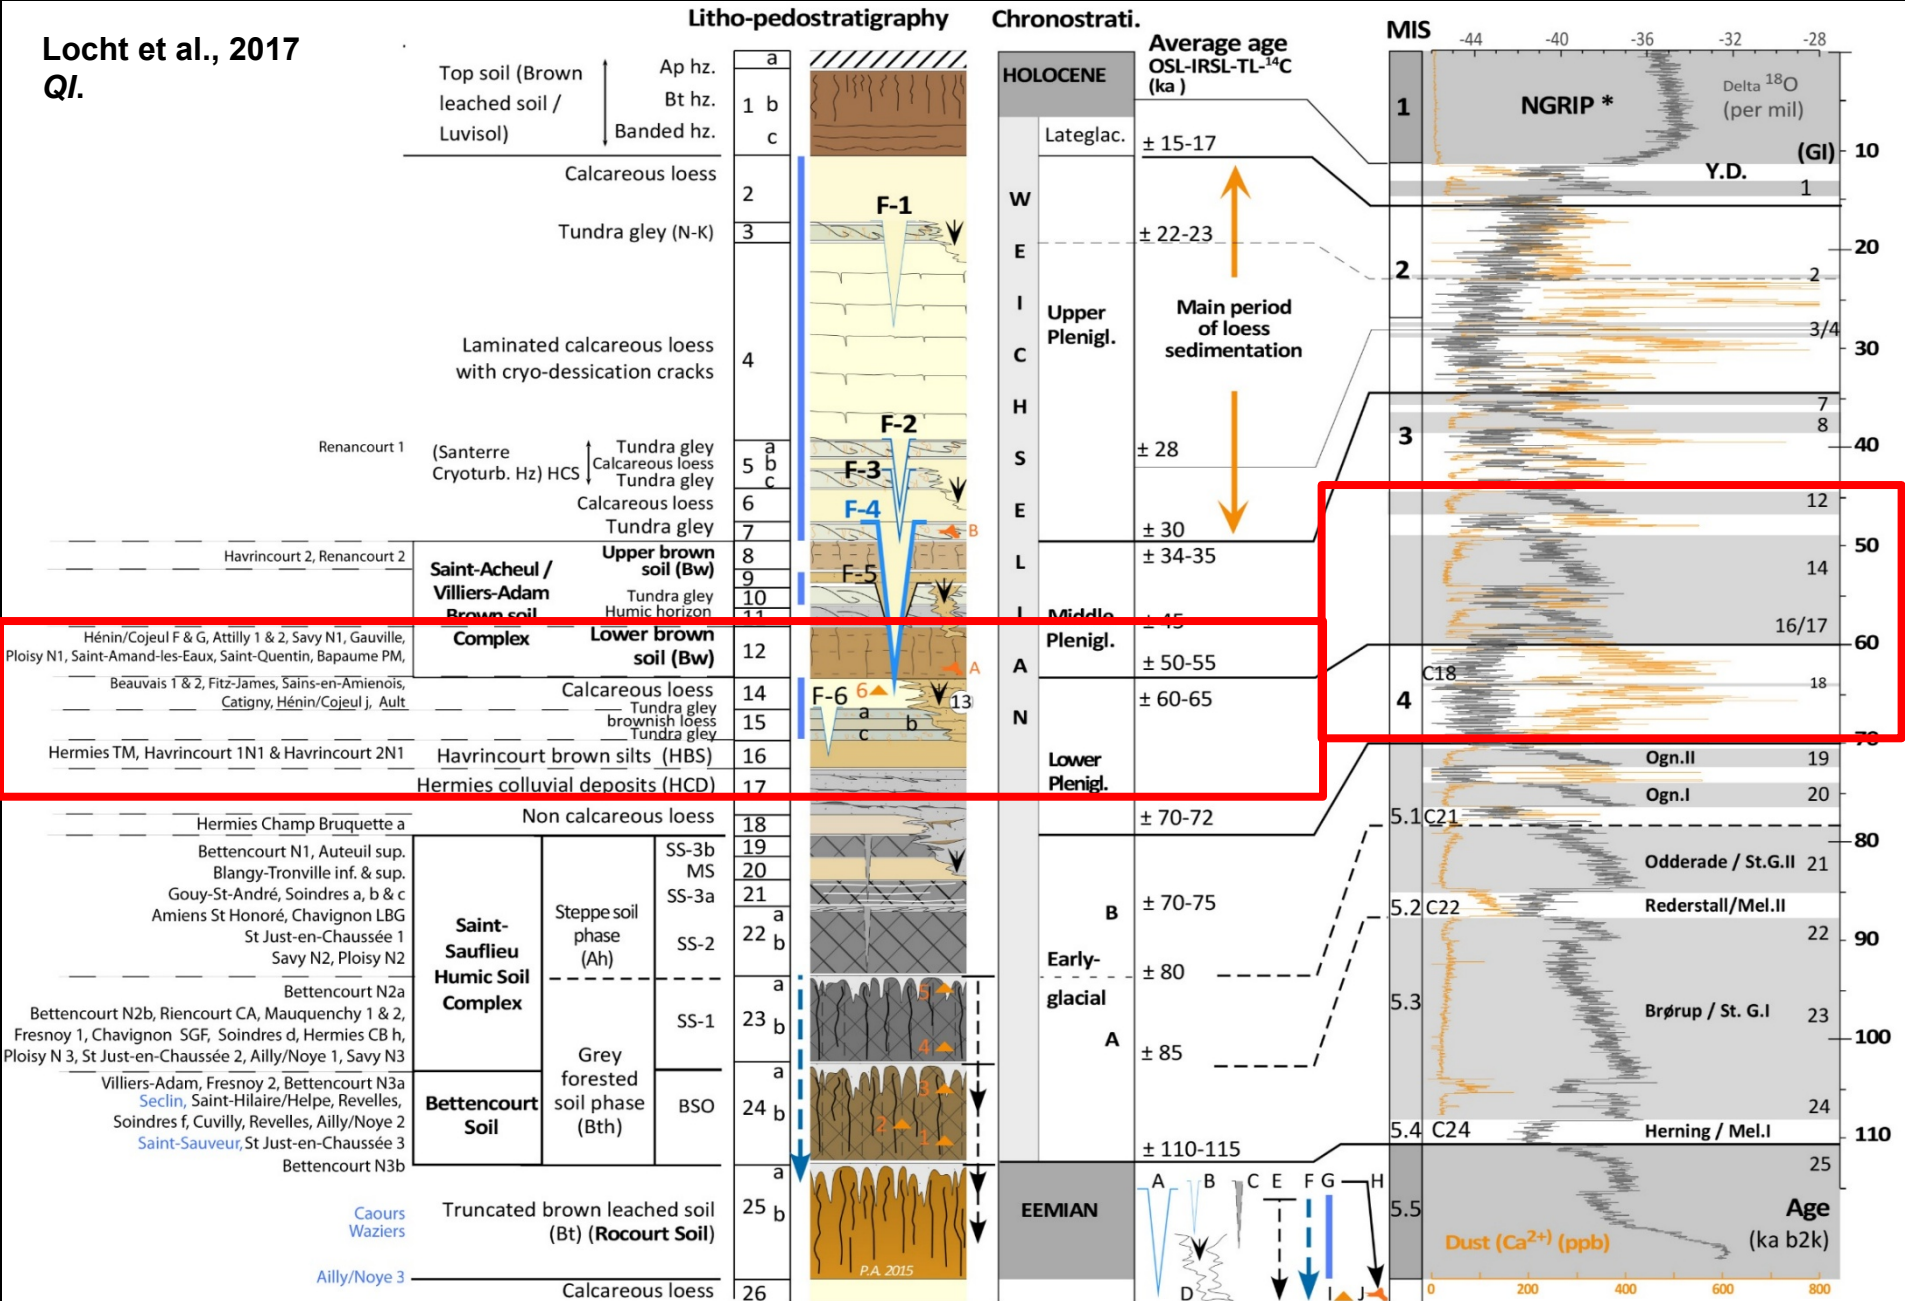 Locht et al., 2017
QI.
Litho-pedostratigraphy
Chronostrati.
Average age
OSL-IRSL-TL-14C
(ka )
MIS
-44 -40 -36 -32 -28
Top soil (Brown
leached soil /
Luvisol)
Ap hz.
Bt hz.
Banded hz.
a
1 b
c
Calcareous loess
2
Tundra gley (N-K)
3
Laminated calcareous loess
with cryo-dessication cracks
4
Renancourt 1
(Santerre
Cryoturb. Hz) HCS
Tundra gley
Calcareous loess
Tundra gley
a
5 b
c
Calcareous loess
6
Tundra gley
7
Havrincourt 2, Renancourt 2
Saint-Acheul /
Villiers-Adam
Brown soil
Complex
Upper brown
soil (Bw)
8
9
Tundra gley
10
Humic horizon
11
Hénin/Cojeul F & G, Attilly 1 & 2, Savy N1, Gauville,
Ploisy N1, Saint-Amand-les-Eaux, Saint-Quentin, Bapaume PM,
Lower brown
soil (Bw)
12
Beauvais 1 & 2, Fitz-James, Sains-en-Amienois,
Catigny, Hénin/Cojeul j, Ault
Calcareous loess
14
Tundra gley
brownish loess
Tundra gley
15
Hermies TM, Havrincourt 1N1 & Havrincourt 2N1
Havrincourt brown silts (HBS)
16
Hermies colluvial deposits (HCD)
17
Hermies Champ Bruquette a
Non calcareous loess
18
Bettencourt N1, Auteuil sup.
Blangy-Tronville inf. & sup.
Gouy-St-André, Soindres a, b & c
Amiens St Honoré, Chavignon LBG
St Just-en-Chaussée 1
Savy N2, Ploisy N2
Saint-
Sauflieu
Humic Soil
Complex
Steppe soil
phase
(Ah)
SS-3b
MS
SS-3a
SS-2
19
20
21
a
22 b
Bettencourt N2a
Bettencourt N2b, Riencourt CA, Mauquenchy 1 & 2,
Fresnoy 1, Chavignon SGF, Soindres d, Hermies CB h,
Ploisy N 3, St Just-en-Chaussée 2, Ailly/Noye 1, Savy N3
SS-1
a
23 b
Grey
forested
soil phase
(Bth)
Villiers-Adam, Fresnoy 2, Bettencourt N3a
Seclin, Saint-Hilaire/Helpe, Revelles,
Soindres f, Cuvilly, Revelles, Ailly/Noye 2
Saint-Sauveur, St Just-en-Chaussée 3
Bettencourt
Soil
BSO
a
24 b
Bettencourt N3b
Caours
Waziers
Truncated brown leached soil
(Bt) (Rocourt Soil)
a
25 b
Ailly/Noye 3
Calcareous loess
26
F-1
F-2
F-3
F-4
B
F-5
A
F-6
6
13
a
b
c
5
4
3
2
1
P.A. 2015
HOLOCENE
W
E
I
C
H
S
E
L
I
A
N
Lateglac.
Upper
Plenigl.
Middle
Plenigl.
Lower
Plenigl.
B
Early-
glacial
A
EEMIAN
± 15-17
± 22-23
Main period
of loess
sedimentation
± 28
± 30
± 34-35
± 45
± 50-55
± 60-65
± 70-72
± 70-75
± 80
± 85
± 110-115
A B C E F G H
D
I
J
1
2
3
4
5.1
5.2
5.3
5.4
5.5
NGRIP *
Delta 18O
(per mil)
(GI)
Y.D.
1
2
3/4
7
8
12
14
16/17
C18
18
Ogn.II 19
Ogn.I 20
C21
Odderade / St.G.II 21
C22
Rederstall/Mel.II
22
Brørup / St. G.I 23
24
C24
Herning / Mel.I
25
10
20
30
40
50
60
70
80
90
100
110
Age
(ka b2k)
Dust (Ca2+) (ppb)
0 200 400 600 800